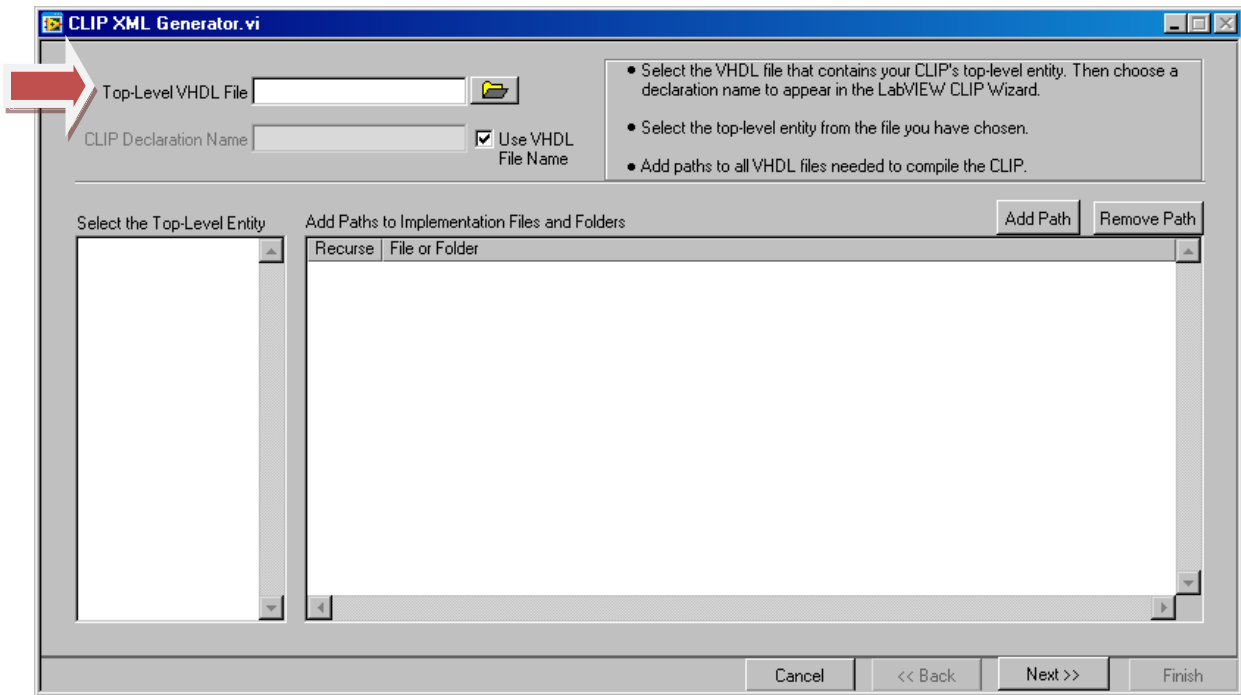 CLIP XML Generator.vi
Top-Level VHDL File
CLIP Declaration Name
Use VHDL
File Name
• Select the VHDL file that contains your CLIP's top-level entity. Then choose a
declaration name to appear in the LabVIEW CLIP Wizard.
• Select the top-level entity from the file you have chosen.
• Add paths to all VHDL files needed to compile the CLIP.
Select the Top-Level Entity
Add Paths to Implementation Files and Folders
Add Path
Remove Path
Recurse File or Folder
Cancel
<< Back
Next >>
Finish